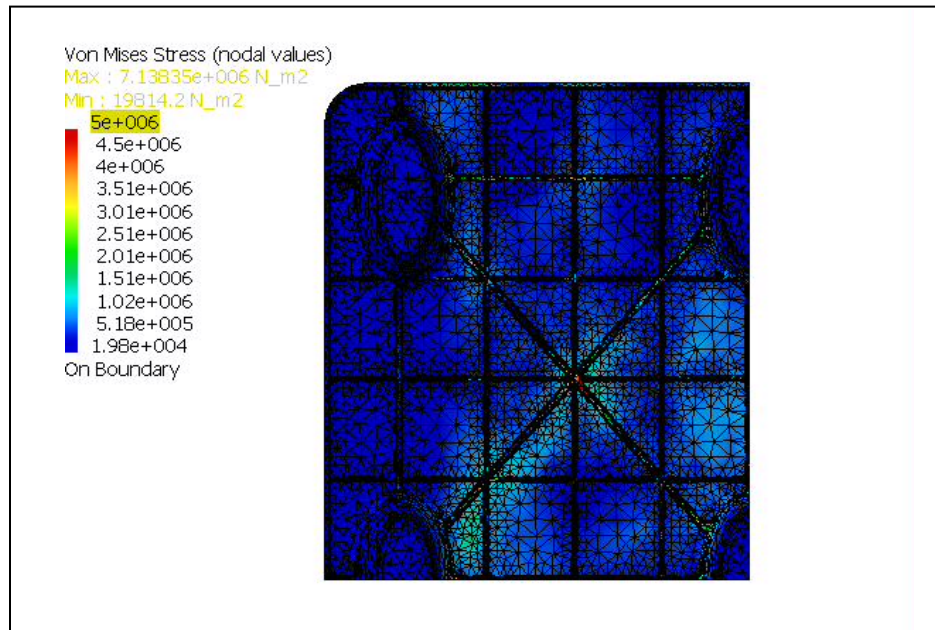 Von Mises Stress (nodal values)
Max : 7.13835e+006 N_m2
Min : 19814.2 N_m2
5e+006
4.5e+006
4e+006
3.51e+006
3.01e+006
2.51e+006
2.01e+006
1.51e+006
1.02e+006
5.18e+005
1.98e+004
On Boundary